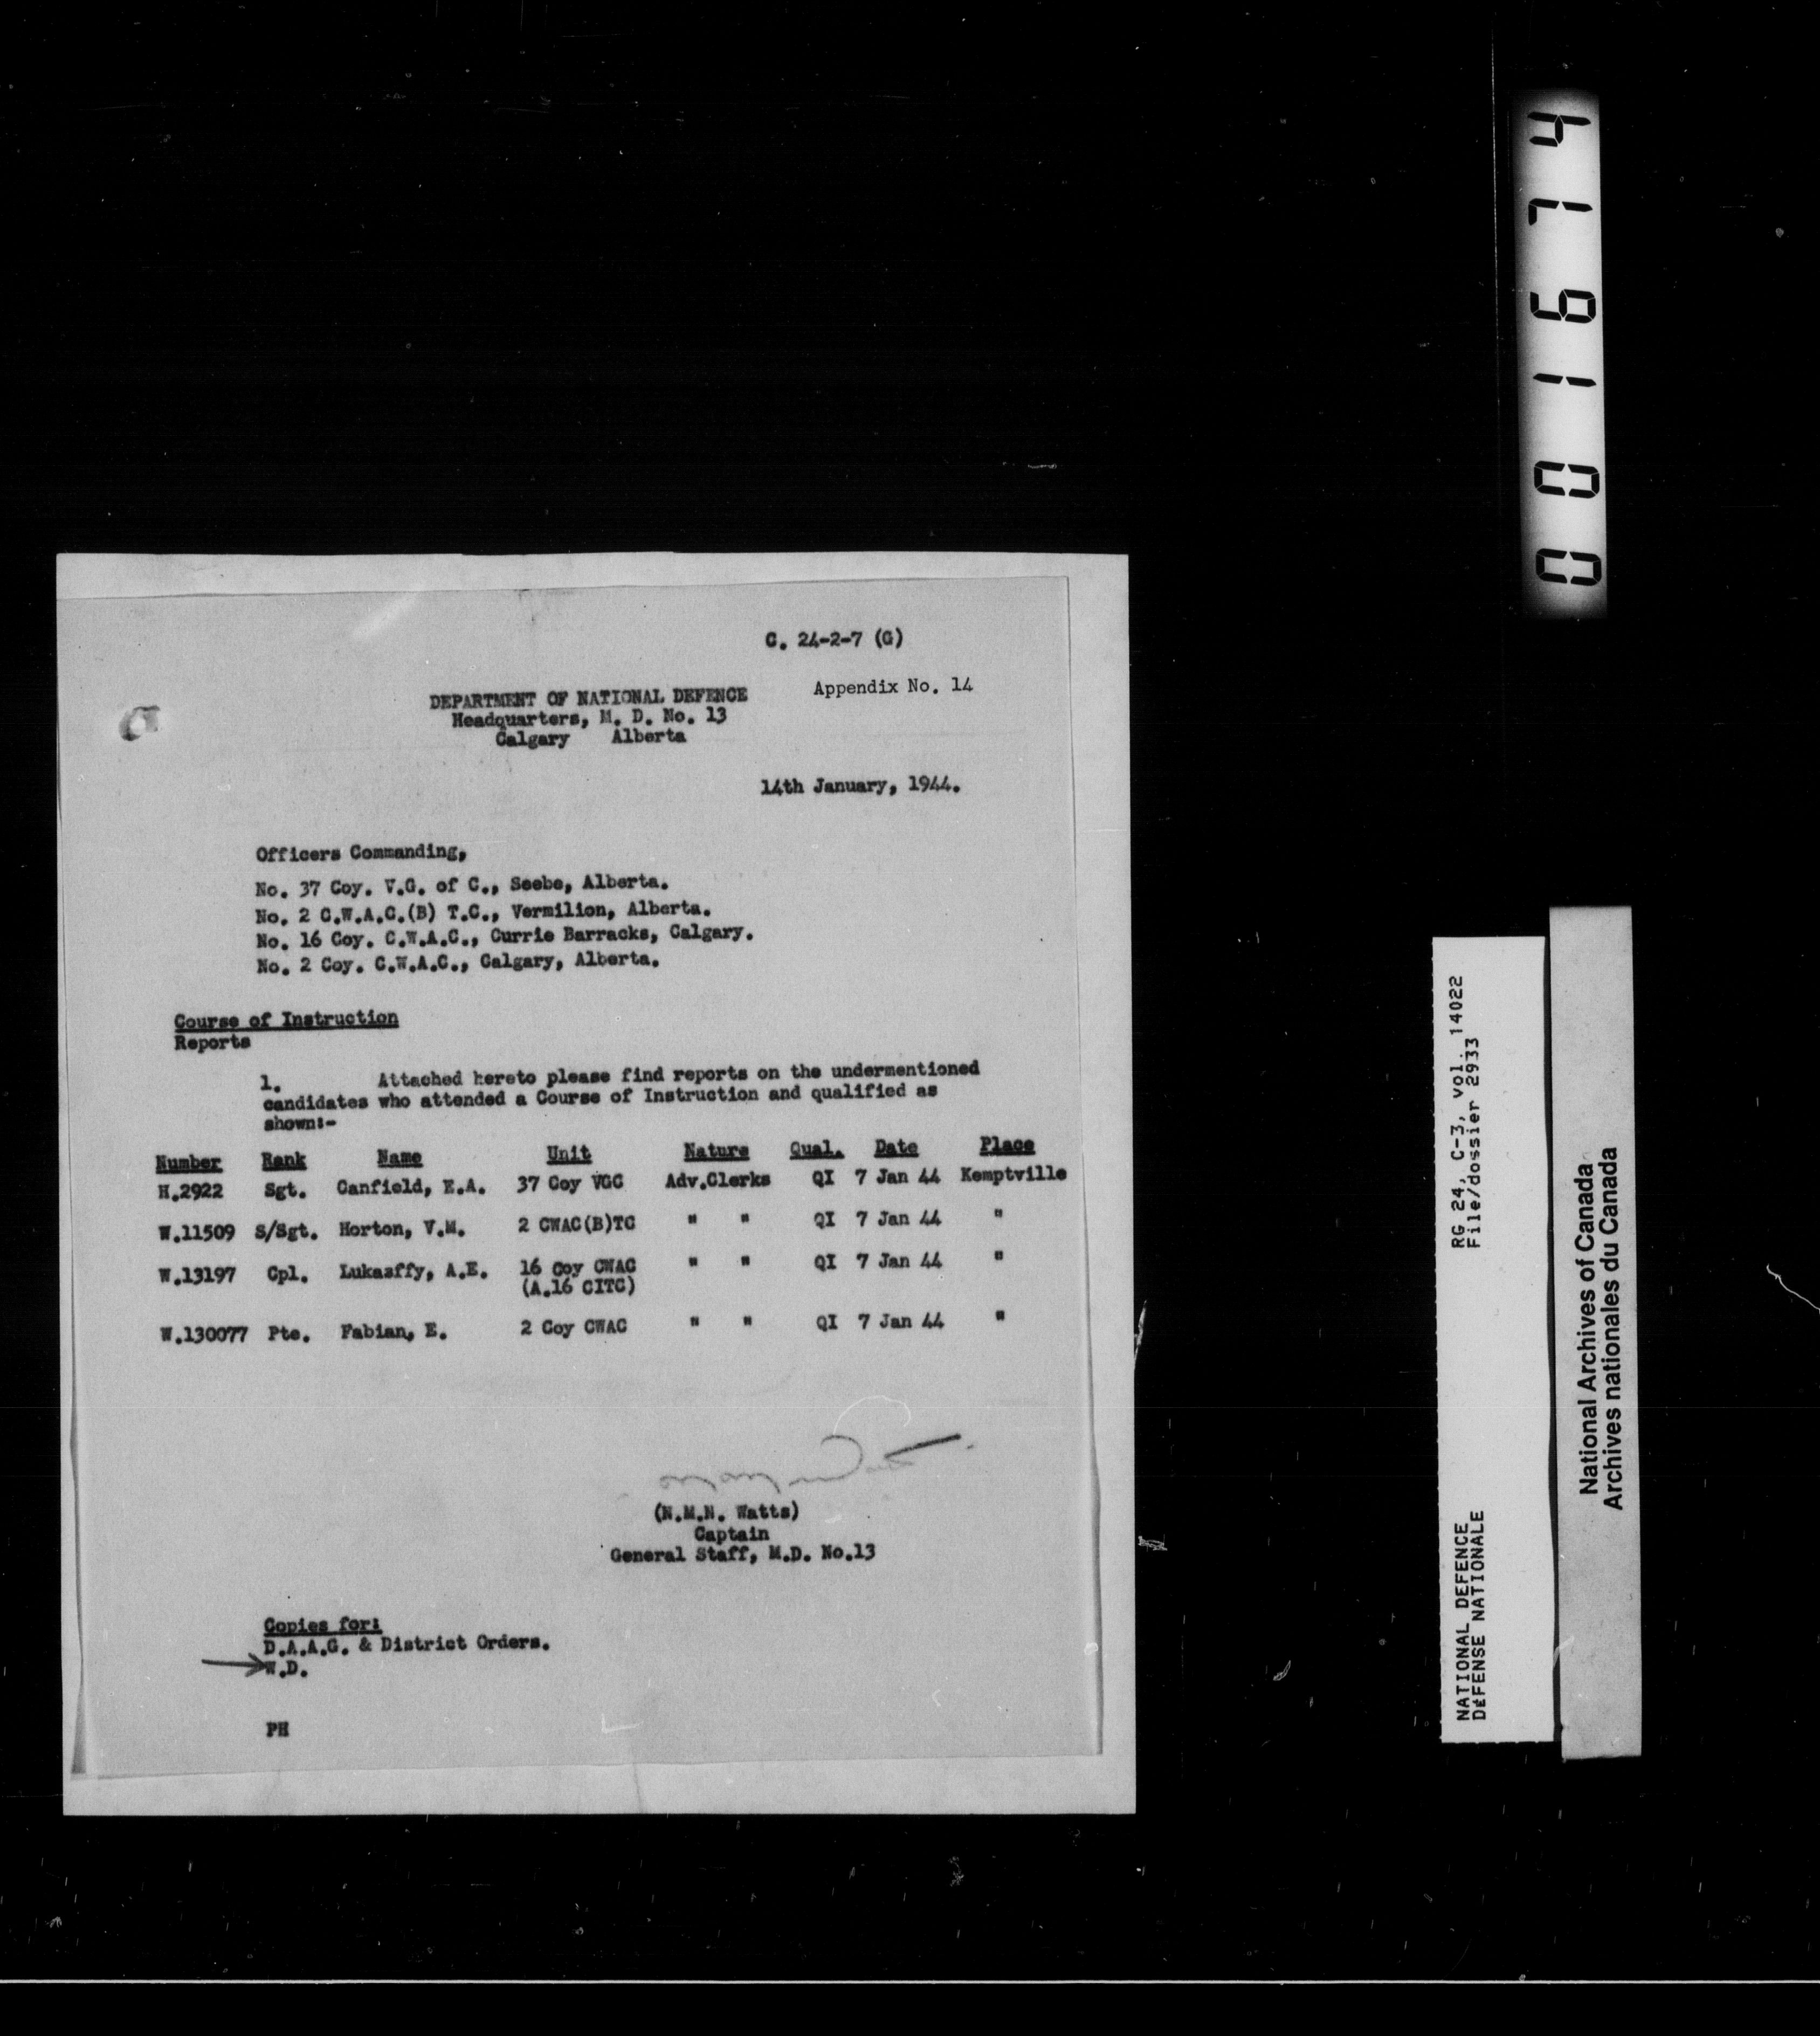 C. 24-2-7 (G)
Appendix No. 14
DEPARTMENT OF NATIONAL DEFENCE
Headquarters, M. D. No. 13
Calgary Alberta
14th January, 1944.
Officers Commanding,
No. 37 Coy. V.G. of C., Seebe, Alberta.
No. 2 C.W.A.C.(B) T.C., Vermilion, Alberta.
No. 16 Coy. C.W.A.C., Currie Barracks, Calgary.
No. 2 Coy. C.W.A.C., Calgary, Alberta.
Course of Instruction
Reports
1. Attached hereto please find reports on the undermentioned
candidates who attended a Course of Instruction and qualified as
shown:-
Number Rank Name Unit Nature Qual. Date Place
H.2922 Sgt. Canfield, E.A. 37 Coy VGC Adv.Clerks QI 7 Jan 44 Kemptville
W.11509 S/Sgt. Horton, V.M. 2 CWAC(B)TC " " QI 7 Jan 44 "
W.13197 Cpl. Lukasffy, A.E. 16 Coy CWAC " " QI 7 Jan 44 "
(A.16 CITC)
W.130077 Pte. Fabian, E. 2 Coy CWAC " " QI 7 Jan 44 "
(N.M.N. Watts)
Captain
General Staff, M.D. No.13
Copies for:
D.A.A.G. & District Orders.
W.D.
PH
001674
RG 24, C-3, vol. 14022
File/dossier 2933
NATIONAL DEFENCE
DéFENSE NATIONALE
National Archives of Canada
Archives nationales du Canada